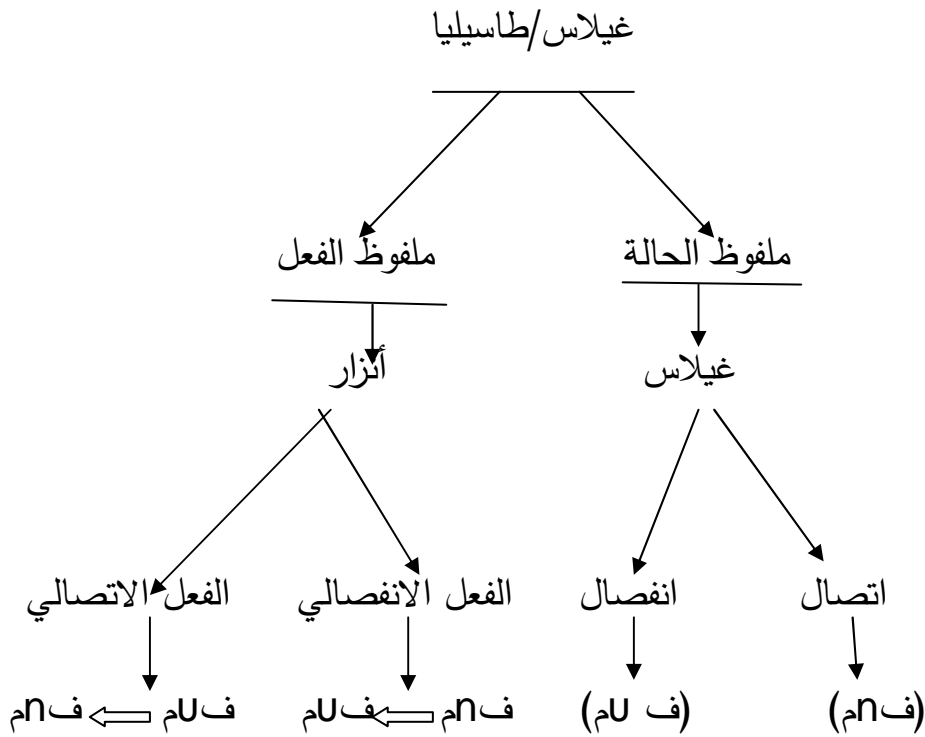 غيلاس/طاسيليا
ملفوظ الحالة ملفوظ الفعل
غيلاس أنزار
اتصال انفصال الفعل الانفصالي الفعل الاتصالي
(ف∩م) (ف ∪م) ف∩م ⇐ ف∪م ف∪م ⇐ ف∩م